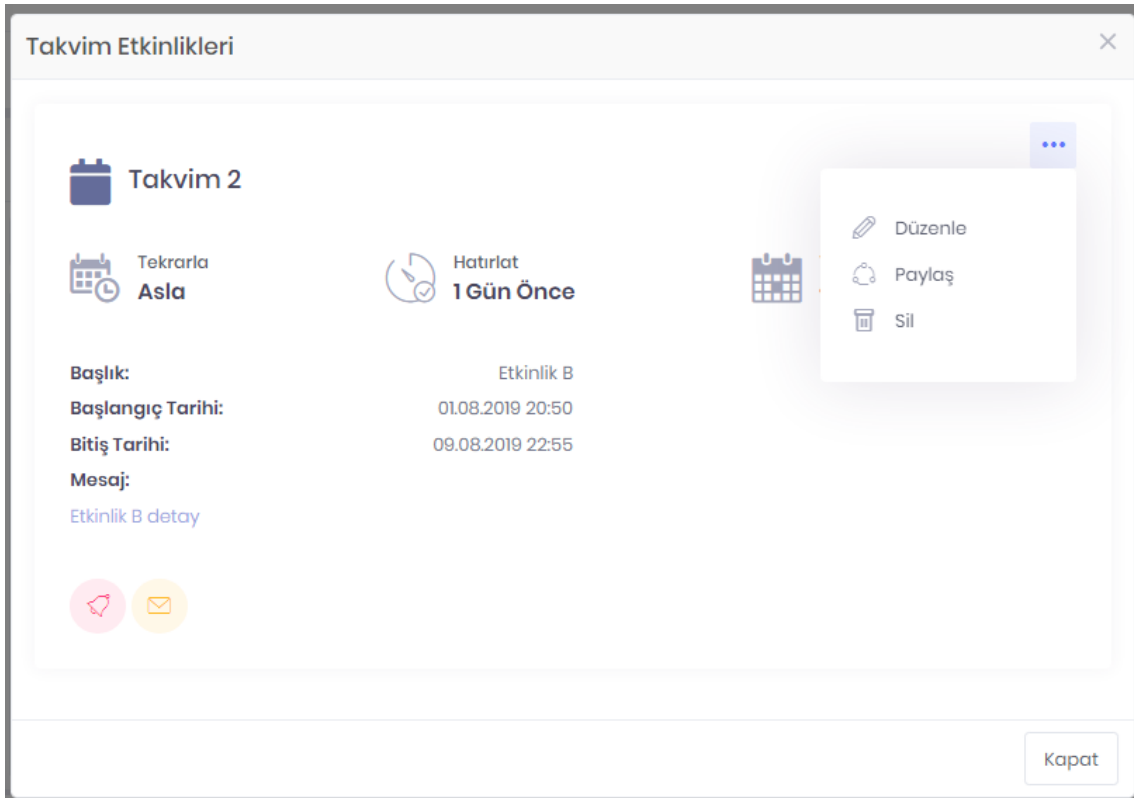 Takvim Etkinlikleri
Takvim 2
Tekrarla
Asla
Hatırlat
1 Gün Önce
Düzenle
Paylaş
Sil
Başlık: Etkinlik B
Başlangıç Tarihi: 01.08.2019 20:50
Bitiş Tarihi: 09.08.2019 22:55
Mesaj:
Etkinlik B detay
Kapat